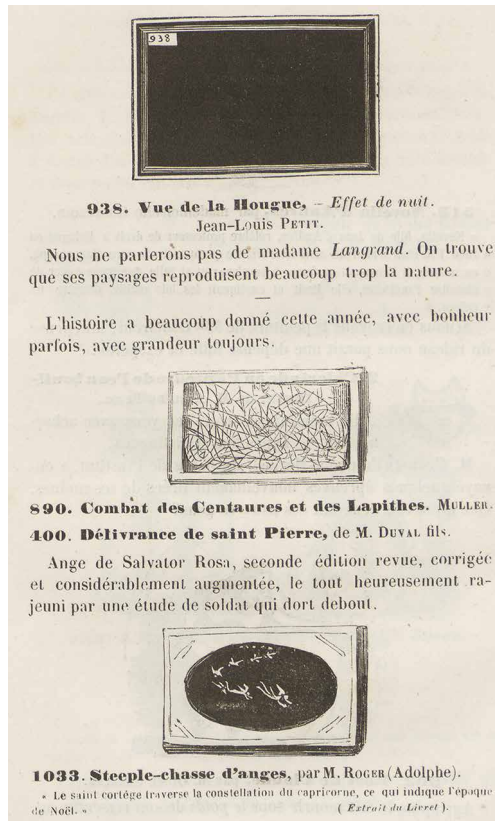 938
938. Vue de la Hougue, – Effet de nuit.
Jean-Louis PETIT.
Nous ne parlerons pas de madame Langrand. On trouve
que ses paysages reproduisent beaucoup trop la nature.
L'histoire a beaucoup donné cette année, avec bonheur
parfois, avec grandeur toujours.
890. Combat des Centaures et des Lapithes. MULLER.
400. Délivrance de saint Pierre, de M. DUVAL fils.
Ange de Salvator Rosa, seconde édition revue, corrigée
et considérablement augmentée, le tout heureusement ra-
jeuni par une étude de soldat qui dort debout.
1033. Steeple-chasse d'anges, par M. ROGER (Adolphe).
« Le saint cortége traverse la constellation du capricorne, ce qui indique l'époque
de Noël. » (Extrait du Livret).